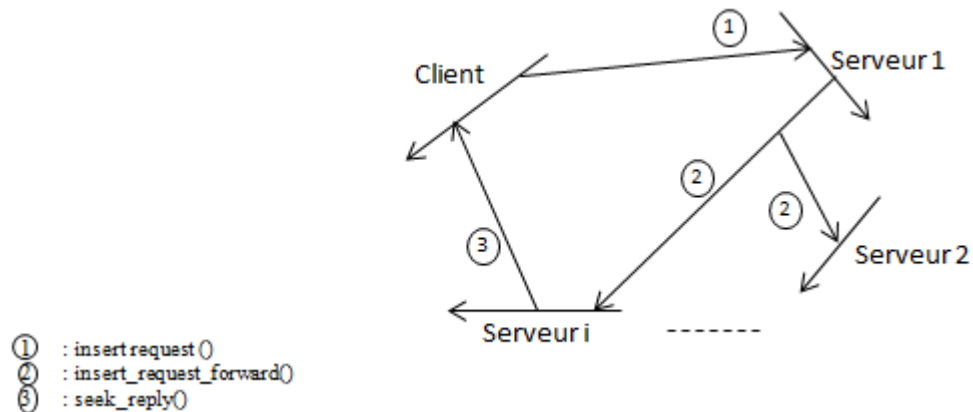 1
Serveur 1
Client
2
2
3
Serveur 2
Serveur i
-------
1 : insert request ()
2 : insert_request_forward()
3 : seek_reply()